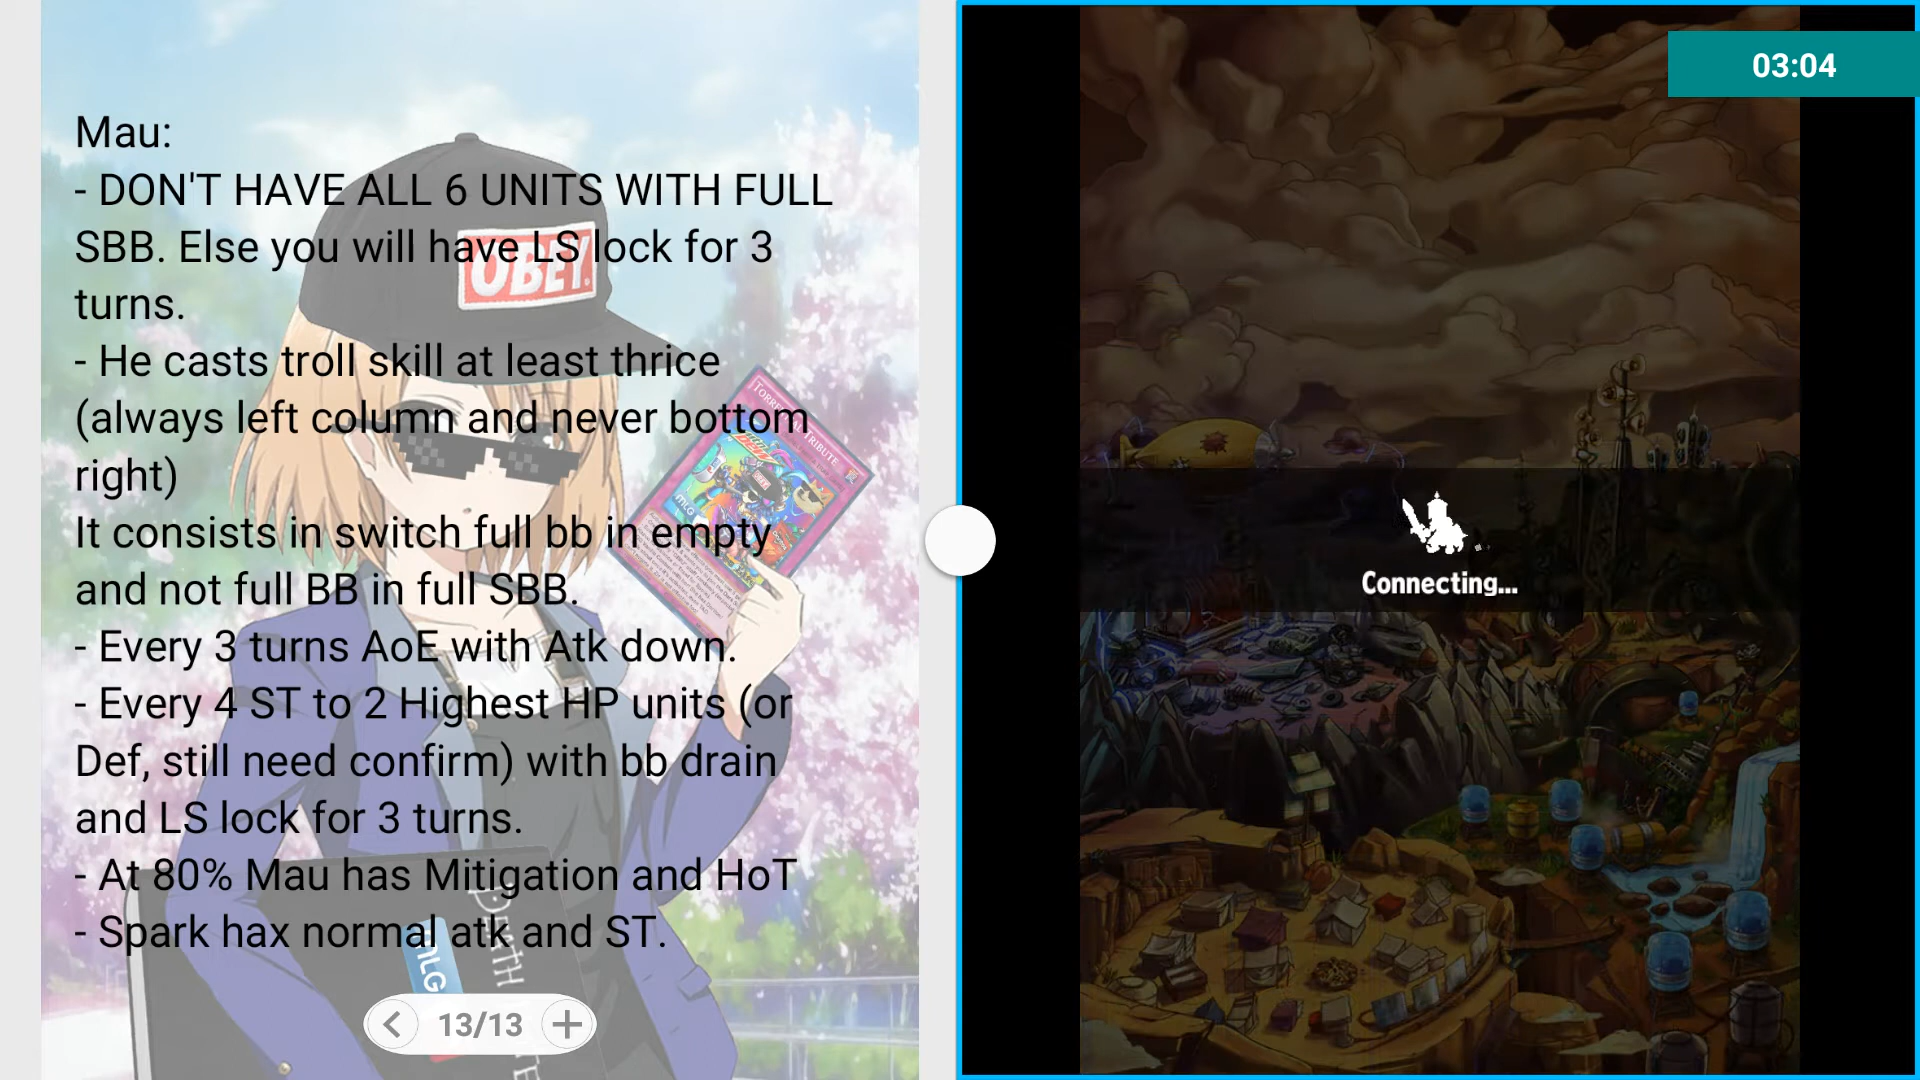 Mau:
- DON'T HAVE ALL 6 UNITS WITH FULL
SBB. Else you will have LS lock for 3
turns.
- He casts troll skill at least thrice
(always left column and never bottom
right)
It consists in switch full bb in empty
and not full BB in full SBB.
- Every 3 turns AoE with Atk down.
- Every 4 ST to 2 Highest HP units (or
Def, still need confirm) with bb drain
and LS lock for 3 turns.
- At 80% Mau has Mitigation and HoT
- Spark hax normal atk and ST.
OBEY.
MLG
DEATH
13/13
03:04
Connecting...